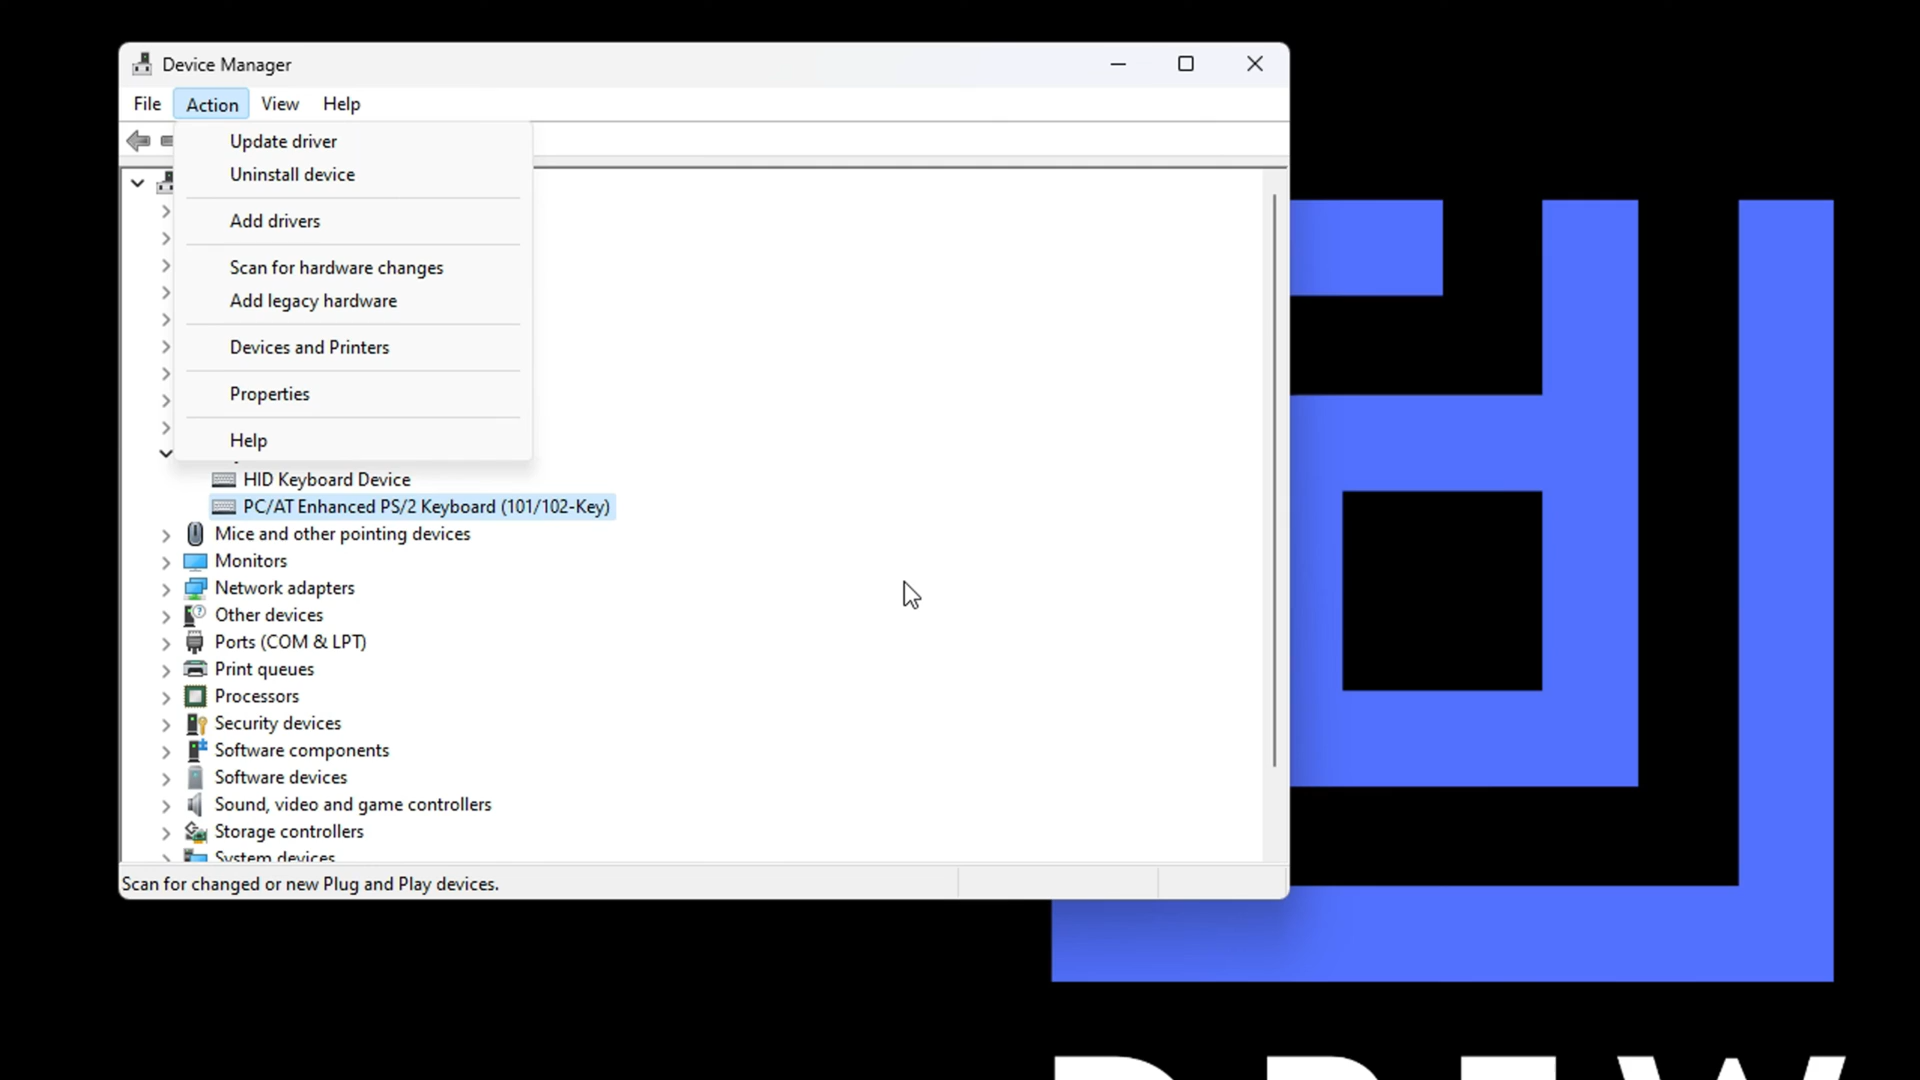 Device Manager
File Action View Help
Update driver
Uninstall device
Add drivers
Scan for hardware changes
Add legacy hardware
Devices and Printers
Properties
Help
HID Keyboard Device
PC/AT Enhanced PS/2 Keyboard (101/102-Key)
Mice and other pointing devices
Monitors
Network adapters
Other devices
Ports (COM & LPT)
Print queues
Processors
Security devices
Software components
Software devices
Sound, video and game controllers
Storage controllers
System devices
Scan for changed or new Plug and Play devices.